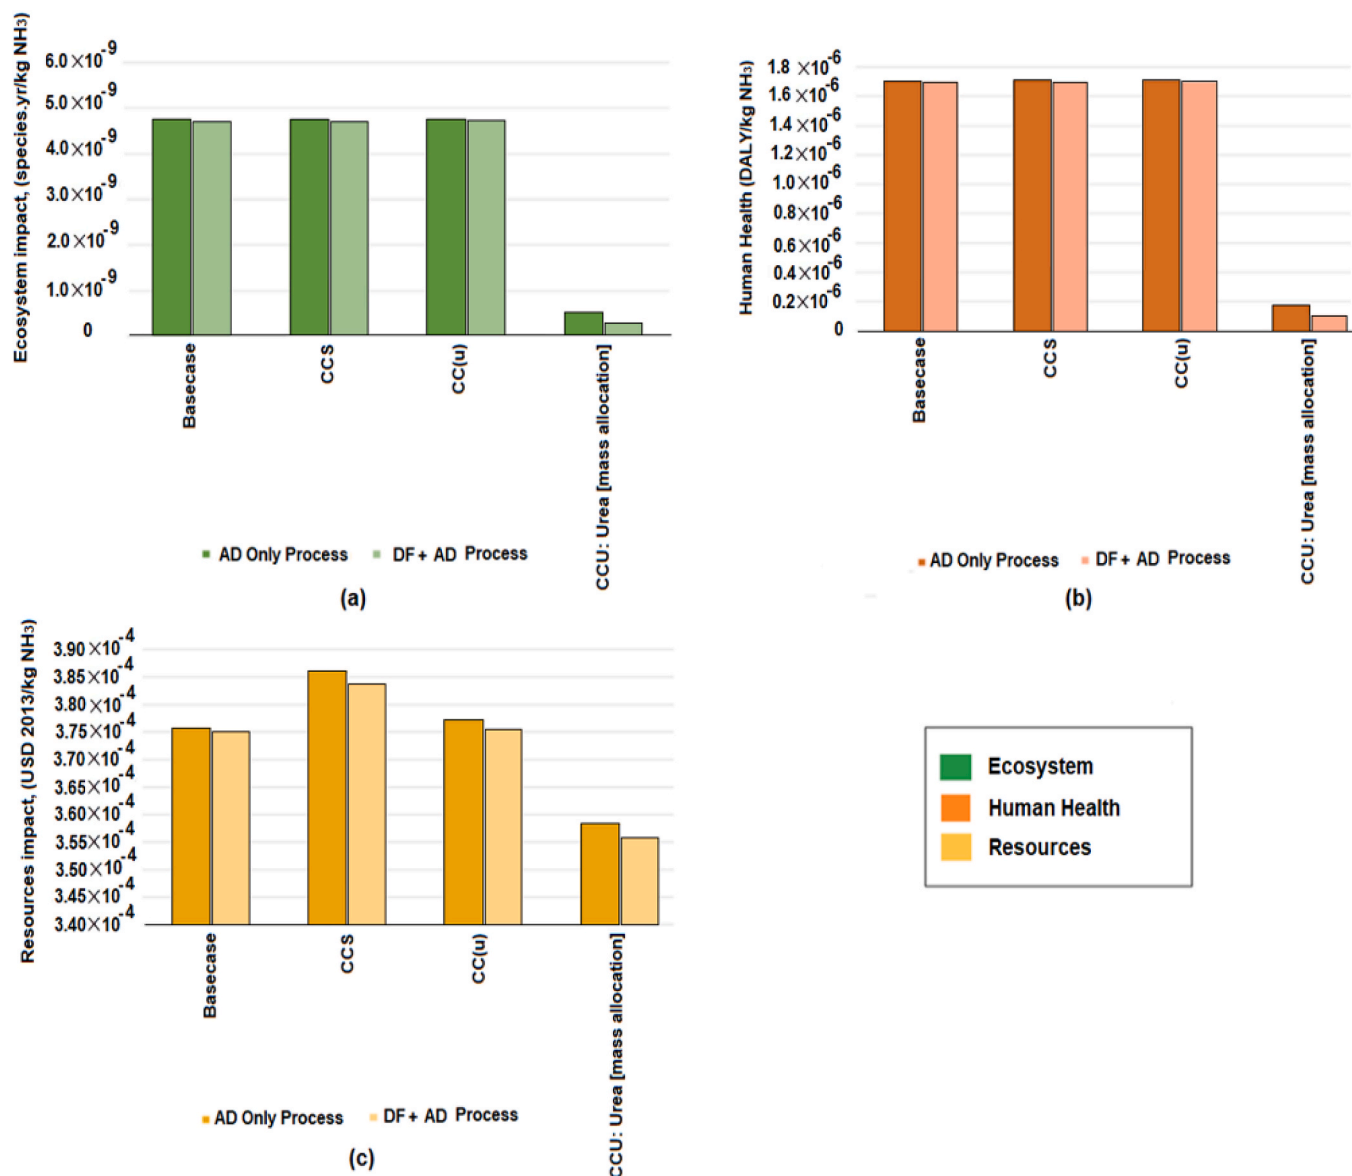 Ecosystem impact, (species.yr/kg NH3)
6.0×10-9
5.0×10-9
4.0×10-9
3.0×10-9
2.0×10-9
1.0×10-9
0
Basecase
CCS
CC(u)
CCU: Urea [mass allocation]
AD Only Process
DF + AD Process
(a)
Human Health (DALY/kg NH3)
1.8 ×10-6
1.6×10-6
1.4 ×10-6
1.2×10-6
1.0×10-6
0.8×10-6
0.6 ×10-6
0.4 ×10-6
0.2×10-6
0
Basecase
CCS
CC(u)
CCU: Urea [mass allocation]
AD Only Process
DF + AD Process
(b)
Resources impact, (USD 2013/kg NH3)
3.90 ×10-4
3.85×10-4
3.80 ×10-4
3.75×10-4
3.70 ×10-4
3.65×10-4
3.60 ×10-4
3.55×10-4
3.50 ×10-4
3.45×10-4
3.40×10-4
Basecase
CCS
CC(u)
CCU: Urea [mass allocation]
AD Only Process
DF + AD Process
(c)
Ecosystem
Human Health
Resources